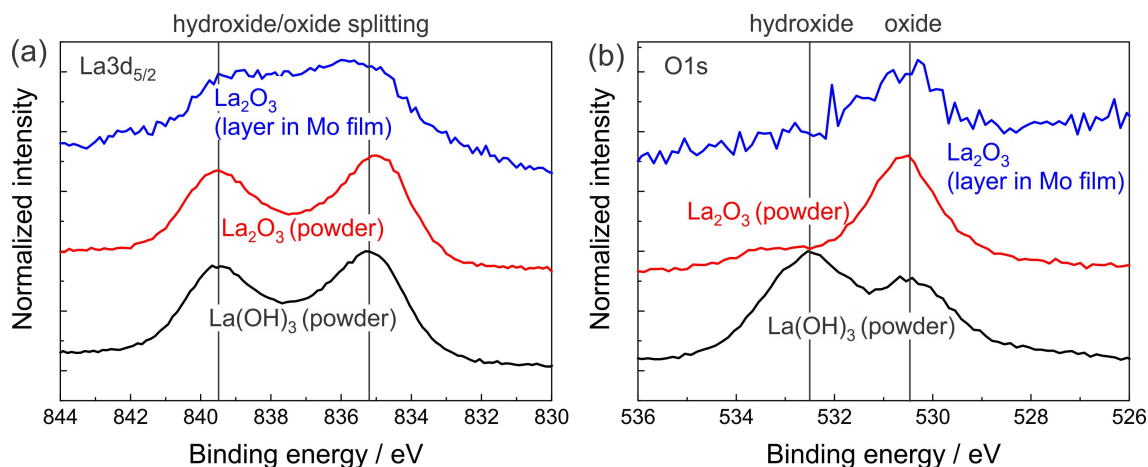 hydroxide/oxide splitting
(a)
La3d5/2
La2O3
(layer in Mo film)
La2O3 (powder)
La(OH)3 (powder)
Normalized intensity
844 842 840 838 836 834 832 830
Binding energy / eV
hydroxide oxide
(b)
O1s
La2O3
(layer in Mo film)
La2O3 (powder)
La(OH)3 (powder)
Normalized intensity
536 534 532 530 528 526
Binding energy / eV